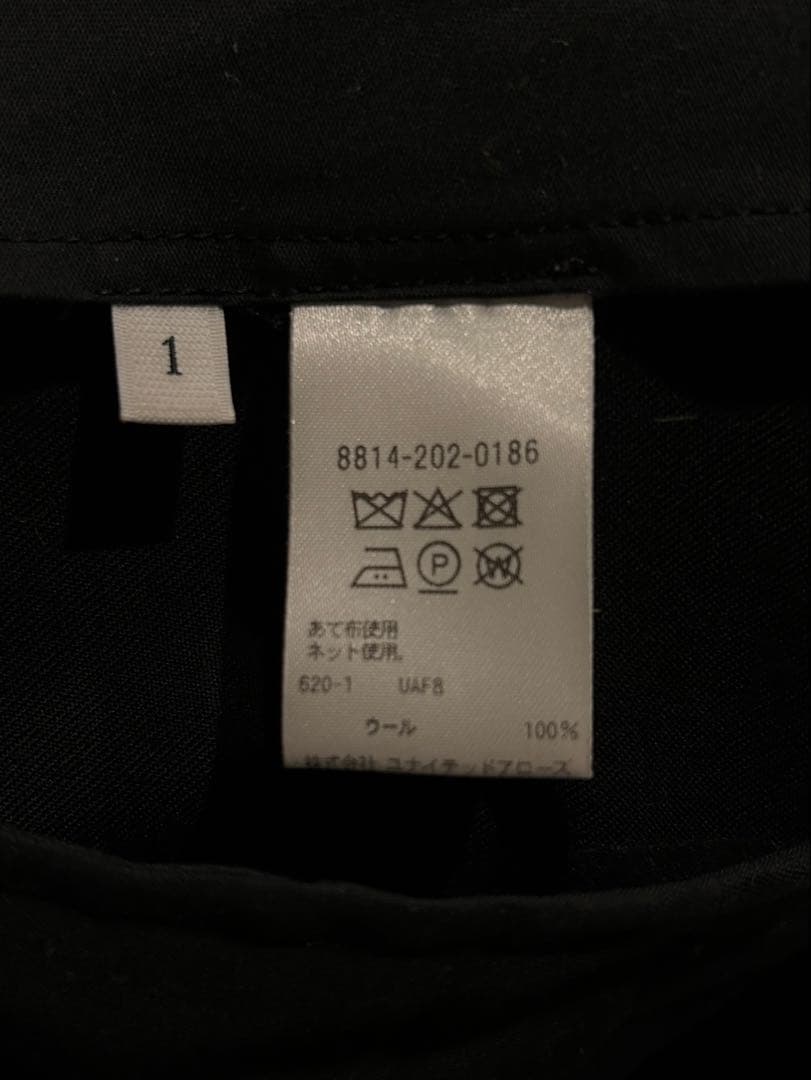 1
8814-202-0186
P W
あて布使用
ネット使用。
620-1 UAF8
ウール 100%
株式会社 ユナイテッドアローズ